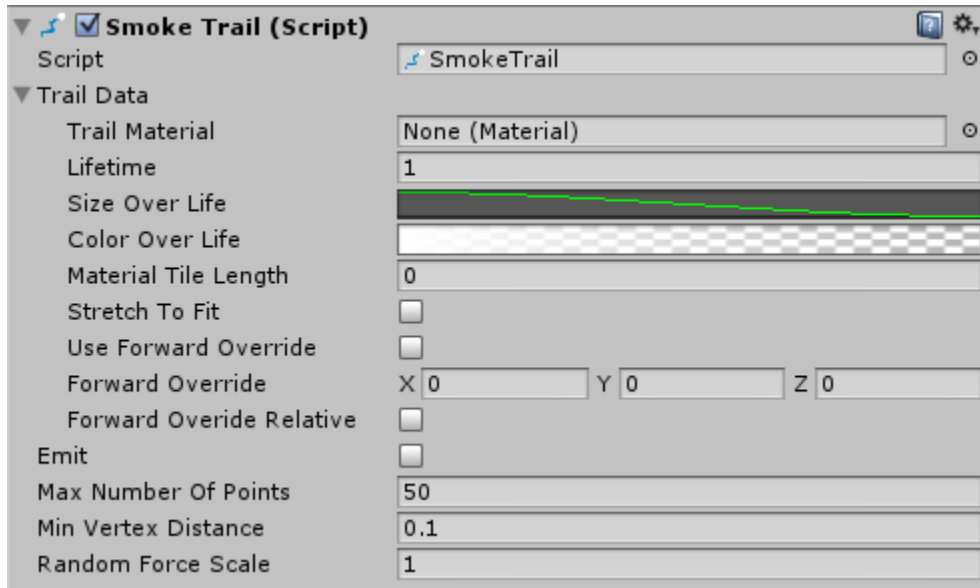 Smoke Trail (Script)
Script SmokeTrail
Trail Data
Trail Material None (Material)
Lifetime 1
Size Over Life
Color Over Life
Material Tile Length 0
Stretch To Fit
Use Forward Override
Forward Override X 0 Y 0 Z 0
Forward Overide Relative
Emit
Max Number Of Points 50
Min Vertex Distance 0.1
Random Force Scale 1